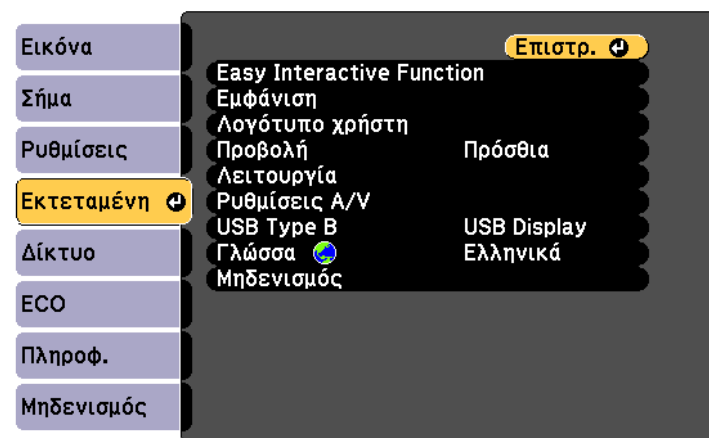 Εικόνα
Σήμα
Ρυθμίσεις
Εκτεταμένη
Δίκτυο
ECO
Πληροφ.
Μηδενισμός
Επιστρ.
Easy Interactive Function
Εμφάνιση
Λογότυπο χρήστη
Προβολή Πρόσθια
Λειτουργία
Ρυθμίσεις A/V
USB Type B USB Display
Γλώσσα Ελληνικά
Μηδενισμός